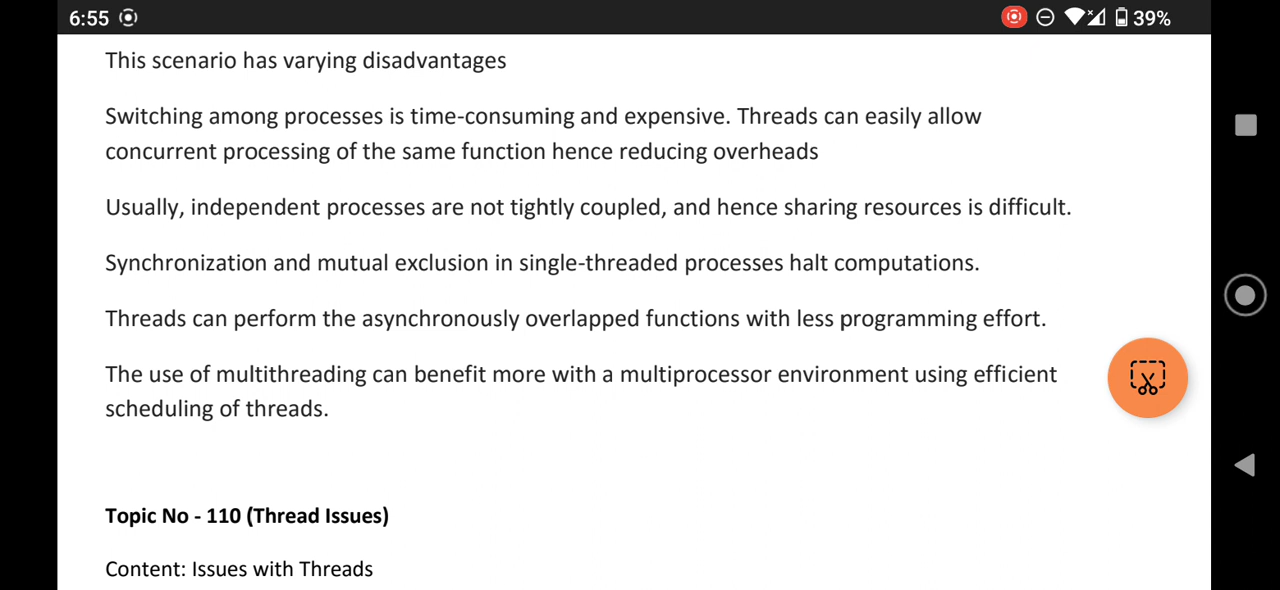 6:55
39%
This scenario has varying disadvantages
Switching among processes is time-consuming and expensive. Threads can easily allow
concurrent processing of the same function hence reducing overheads
Usually, independent processes are not tightly coupled, and hence sharing resources is difficult.
Synchronization and mutual exclusion in single-threaded processes halt computations.
Threads can perform the asynchronously overlapped functions with less programming effort.
The use of multithreading can benefit more with a multiprocessor environment using efficient
scheduling of threads.
Topic No - 110 (Thread Issues)
Content: Issues with Threads